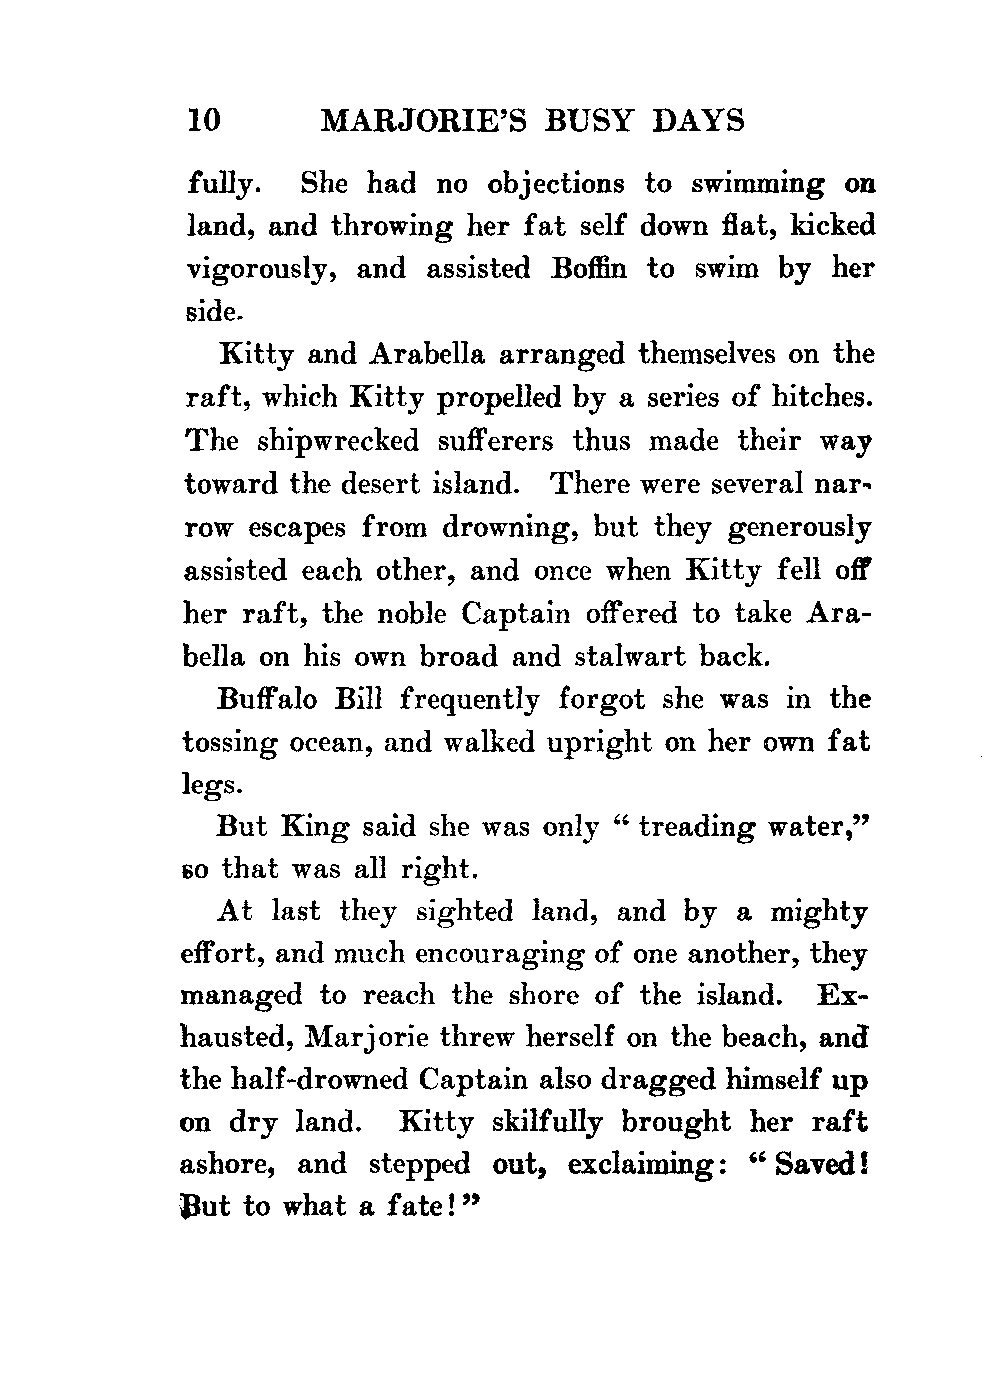 10 MARJORIE'S BUSY DAYS
fully. She had no objections to swimming on
land, and throwing her fat self down flat, kicked
vigorously, and assisted Boffin to swim by her
side.
Kitty and Arabella arranged themselves on the
raft, which Kitty propelled by a series of hitches.
The shipwrecked sufferers thus made their way
toward the desert island. There were several nar-
row escapes from drowning, but they generously
assisted each other, and once when Kitty fell off
her raft, the noble Captain offered to take Ara-
bella on his own broad and stalwart back.
Buffalo Bill frequently forgot she was in the
tossing ocean, and walked upright on her own fat
legs.
But King said she was only “ treading water,”
so that was all right.
At last they sighted land, and by a mighty
effort, and much encouraging of one another, they
managed to reach the shore of the island. Ex-
hausted, Marjorie threw herself on the beach, and
the half-drowned Captain also dragged himself up
on dry land. Kitty skilfully brought her raft
ashore, and stepped out, exclaiming: “ Saved!
But to what a fate!”